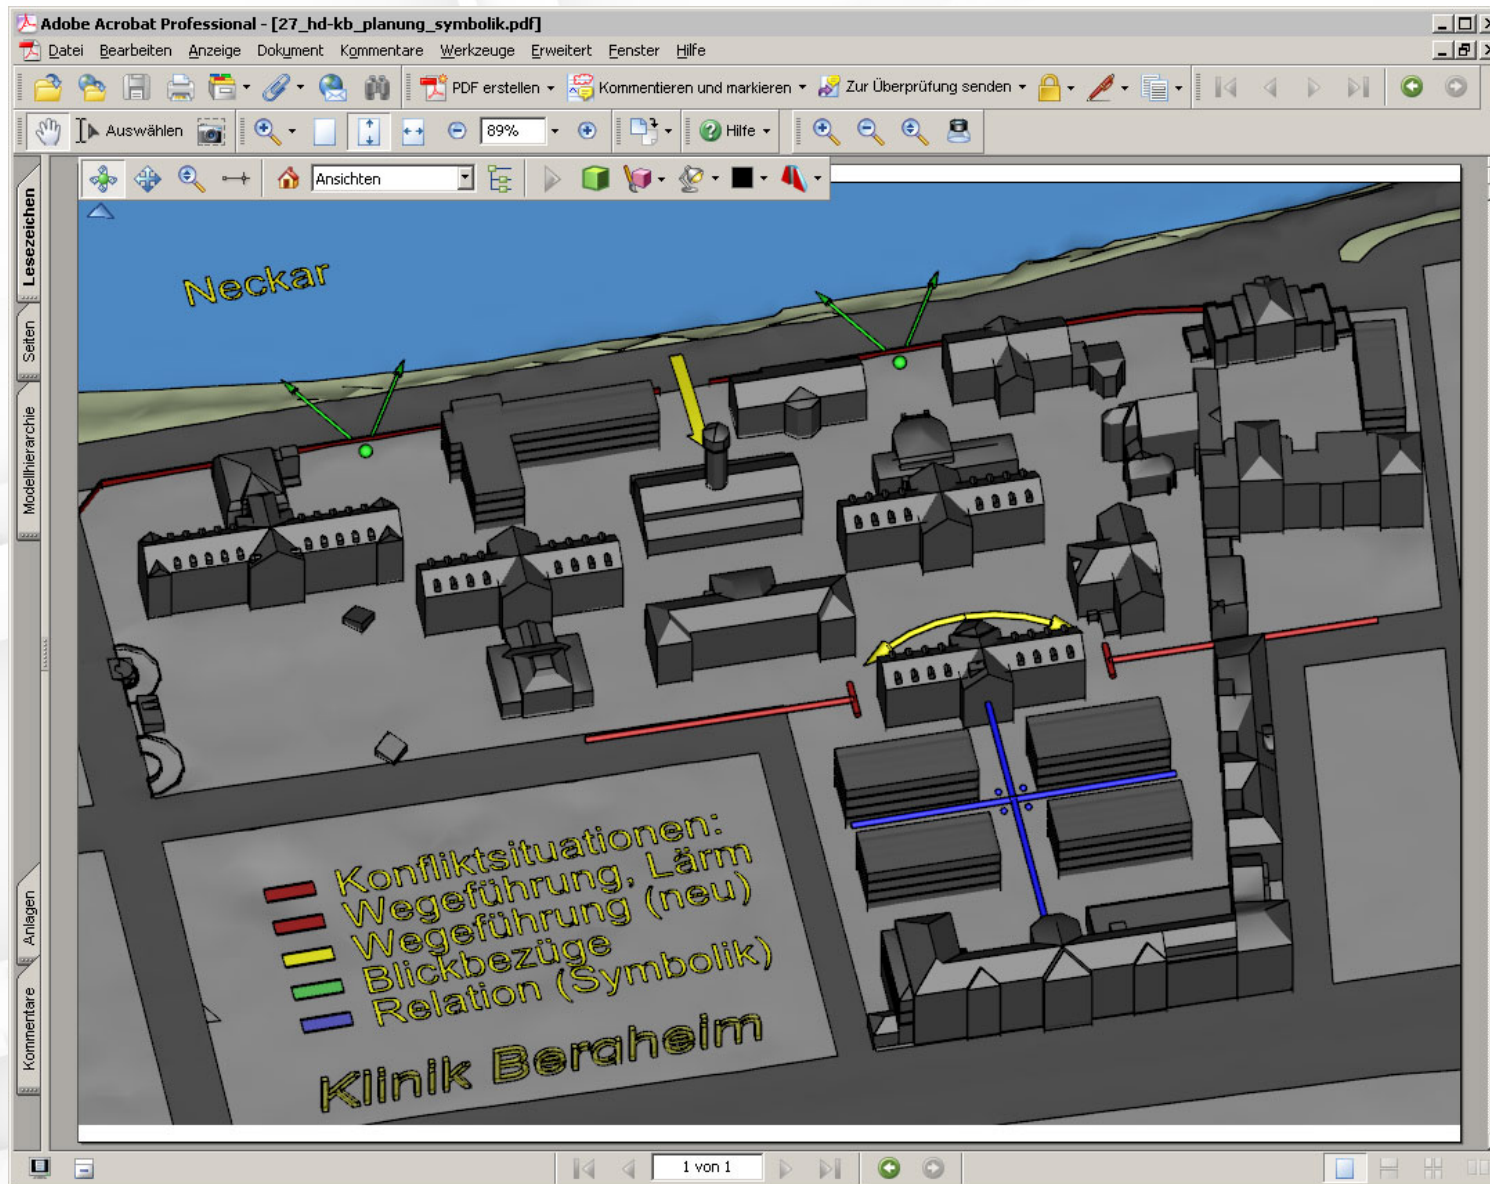 Adobe Acrobat Professional - [27_hd-kb_planung_symbolik.pdf]
Datei Bearbeiten Anzeige Dokument Kommentare Werkzeuge Erweitert Fenster Hilfe
PDF erstellen Kommentieren und markieren Zur Überprüfung senden
Auswählen 89% Hilfe
Ansichten
Lesezeichen
Seiten
Modellhierarchie
Anlagen
Kommentare
Neckar
Konfliktsituationen:
Wegeführung, Lärm
Wegeführung (neu)
Blickbezüge
Relation (Symbolik)
Klinik Bergheim
1 von 1